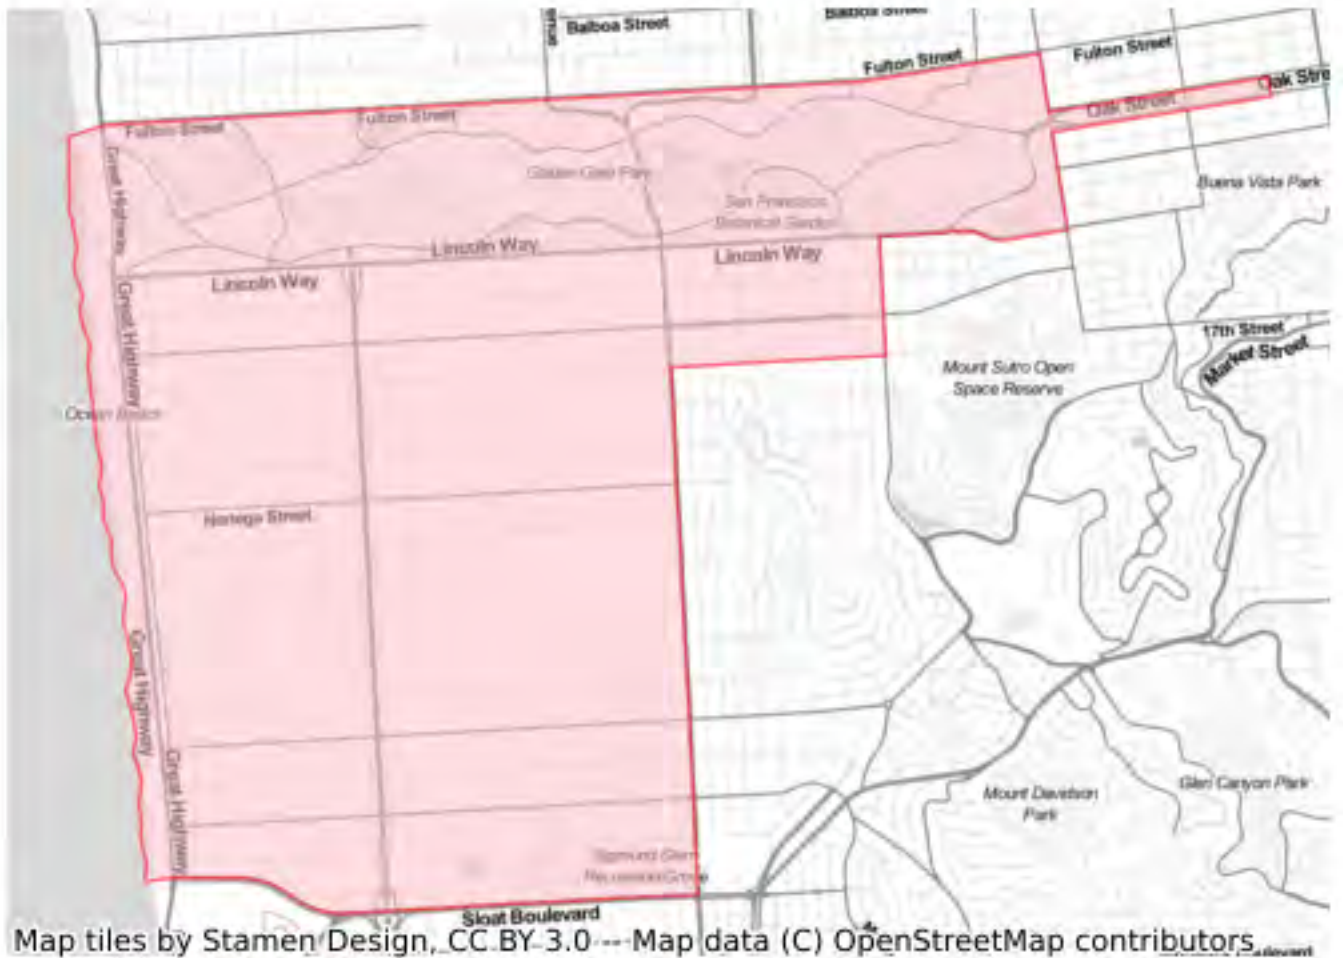 Balboa Street
Balboa Street
Fulton Street
Fulton Street
Fulton Street
Fulton Street
Oak Street
Great Highway
Golden Gate Park
San Francisco
Botanical Garden
Buena Vista Park
Lincoln Way
Lincoln Way
Lincoln Way
Great Highway
17th Street
Market Street
Mount Sutro Open
Space Reserve
Ocean Beach
Noriega Street
Great Highway
Great Highway
Mount Davidson
Park
Glen Canyon Park
Sigmund Stern
Recreation Grove
Sloat Boulevard
Map tiles by Stamen Design, CC BY 3.0 -- Map data (C) OpenStreetMap contributors